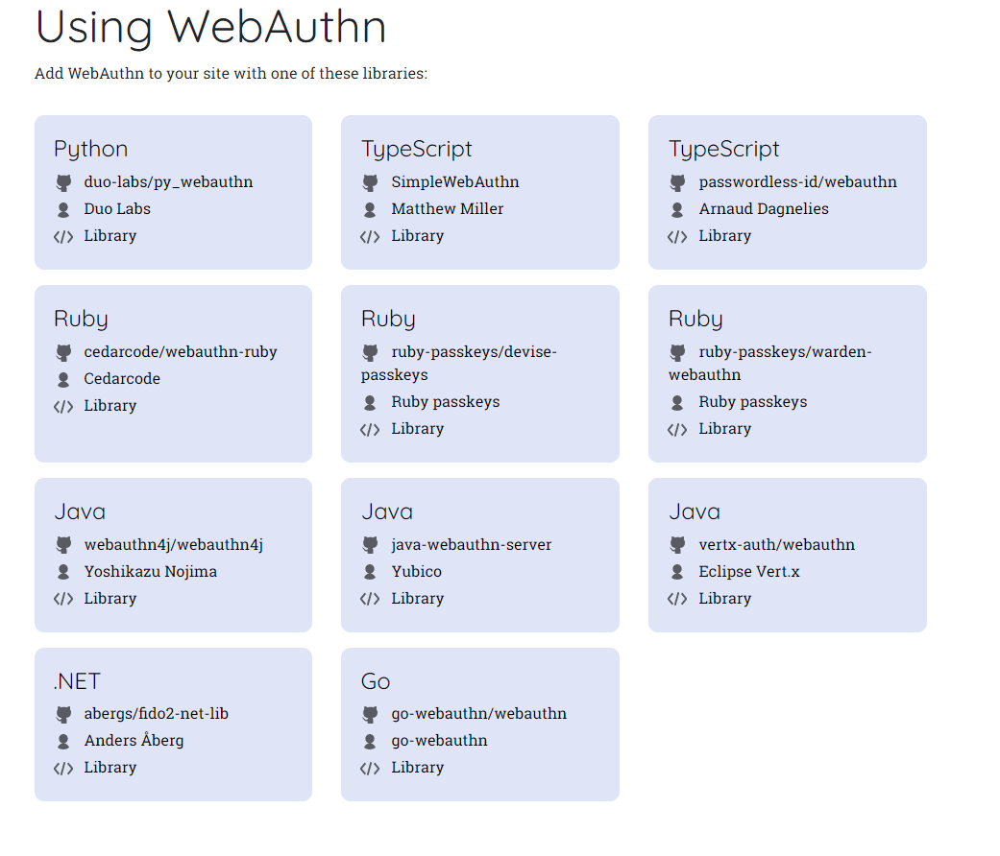 Using WebAuthn
Add WebAuthn to your site with one of these libraries:
Python
duo-labs/py_webauthn
Duo Labs
Library
TypeScript
SimpleWebAuthn
Matthew Miller
Library
TypeScript
passwordless-id/webauthn
Arnaud Dagnelies
Library
Ruby
cedarcode/webauthn-ruby
Cedarcode
Library
Ruby
ruby-passkeys/devise-
passkeys
Ruby passkeys
Library
Ruby
ruby-passkeys/warden-
webauthn
Ruby passkeys
Library
Java
webauthn4j/webauthn4j
Yoshikazu Nojima
Library
Java
java-webauthn-server
Yubico
Library
Java
vertx-auth/webauthn
Eclipse Vert.x
Library
.NET
abergs/fido2-net-lib
Anders Åberg
Library
Go
go-webauthn/webauthn
go-webauthn
Library